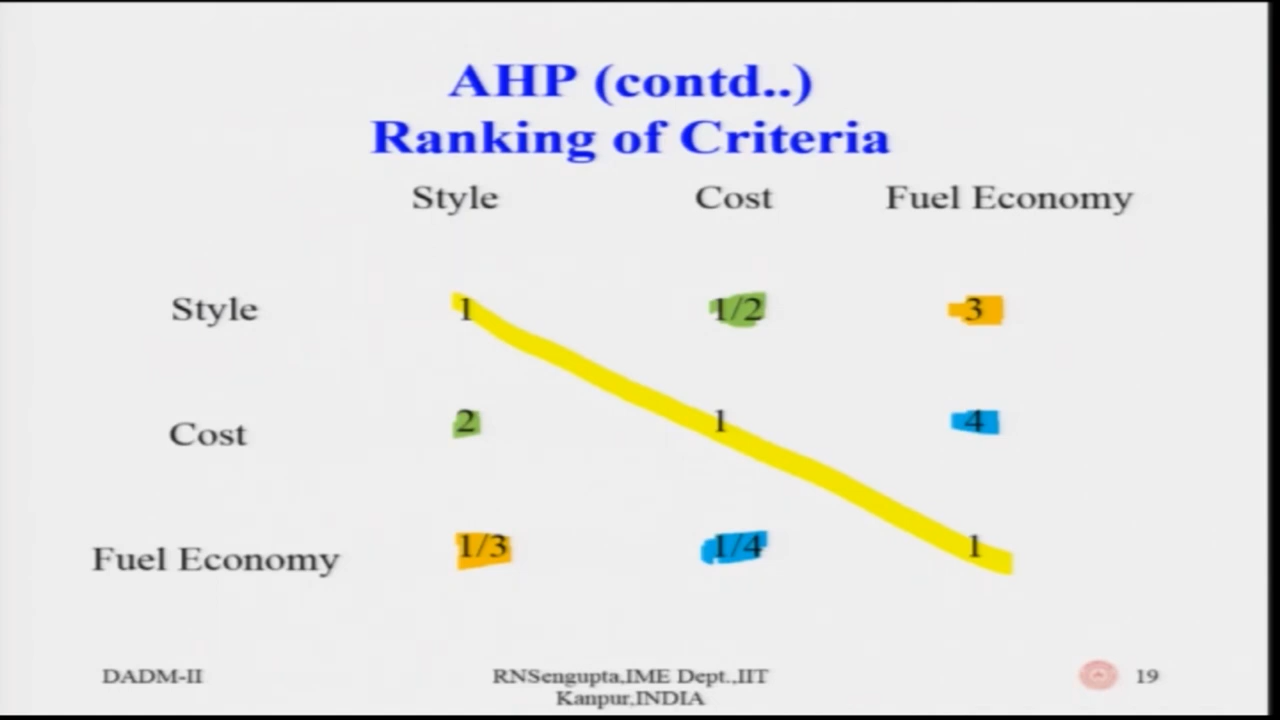 AHP (contd..)
Ranking of Criteria
Style Cost Fuel Economy
Style 1 1/2 3
Cost 2 1 4
Fuel Economy 1/3 1/4 1
DADM-II RNSengupta,IME Dept.,IIT 19
Kanpur,INDIA